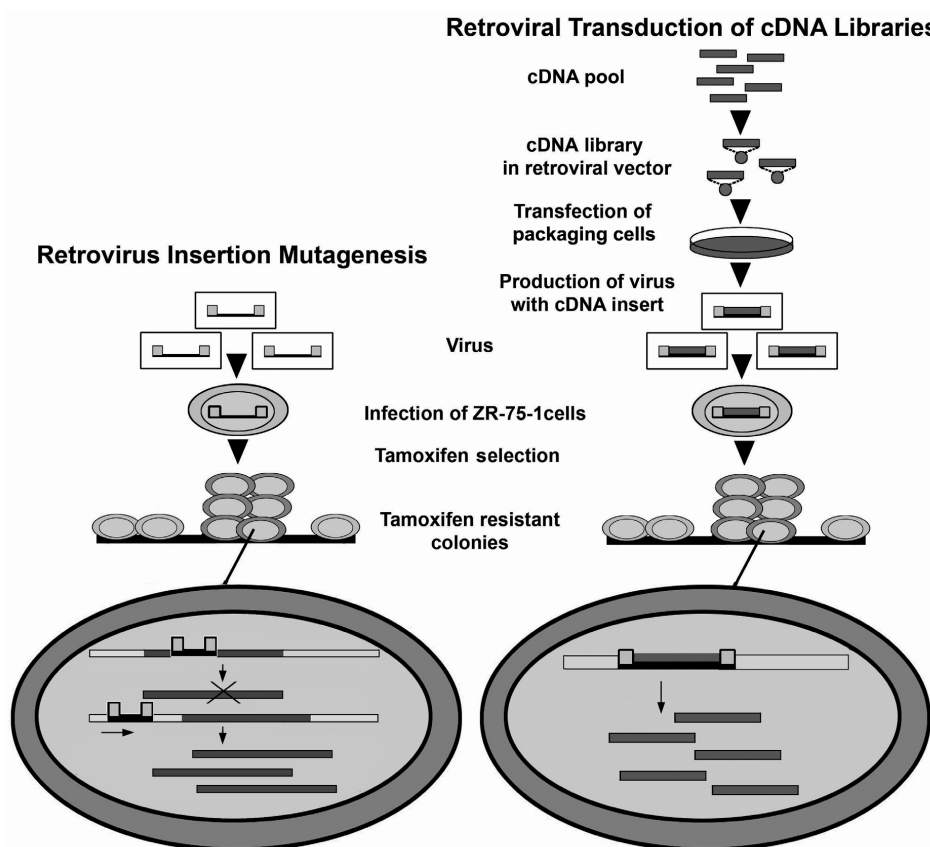 Retroviral Transduction of cDNA Libraries
cDNA pool
cDNA library
in retroviral vector
Transfection of
packaging cells
Retrovirus Insertion Mutagenesis
Production of virus
with cDNA insert
Virus
Infection of ZR-75-1cells
Tamoxifen selection
Tamoxifen resistant
colonies